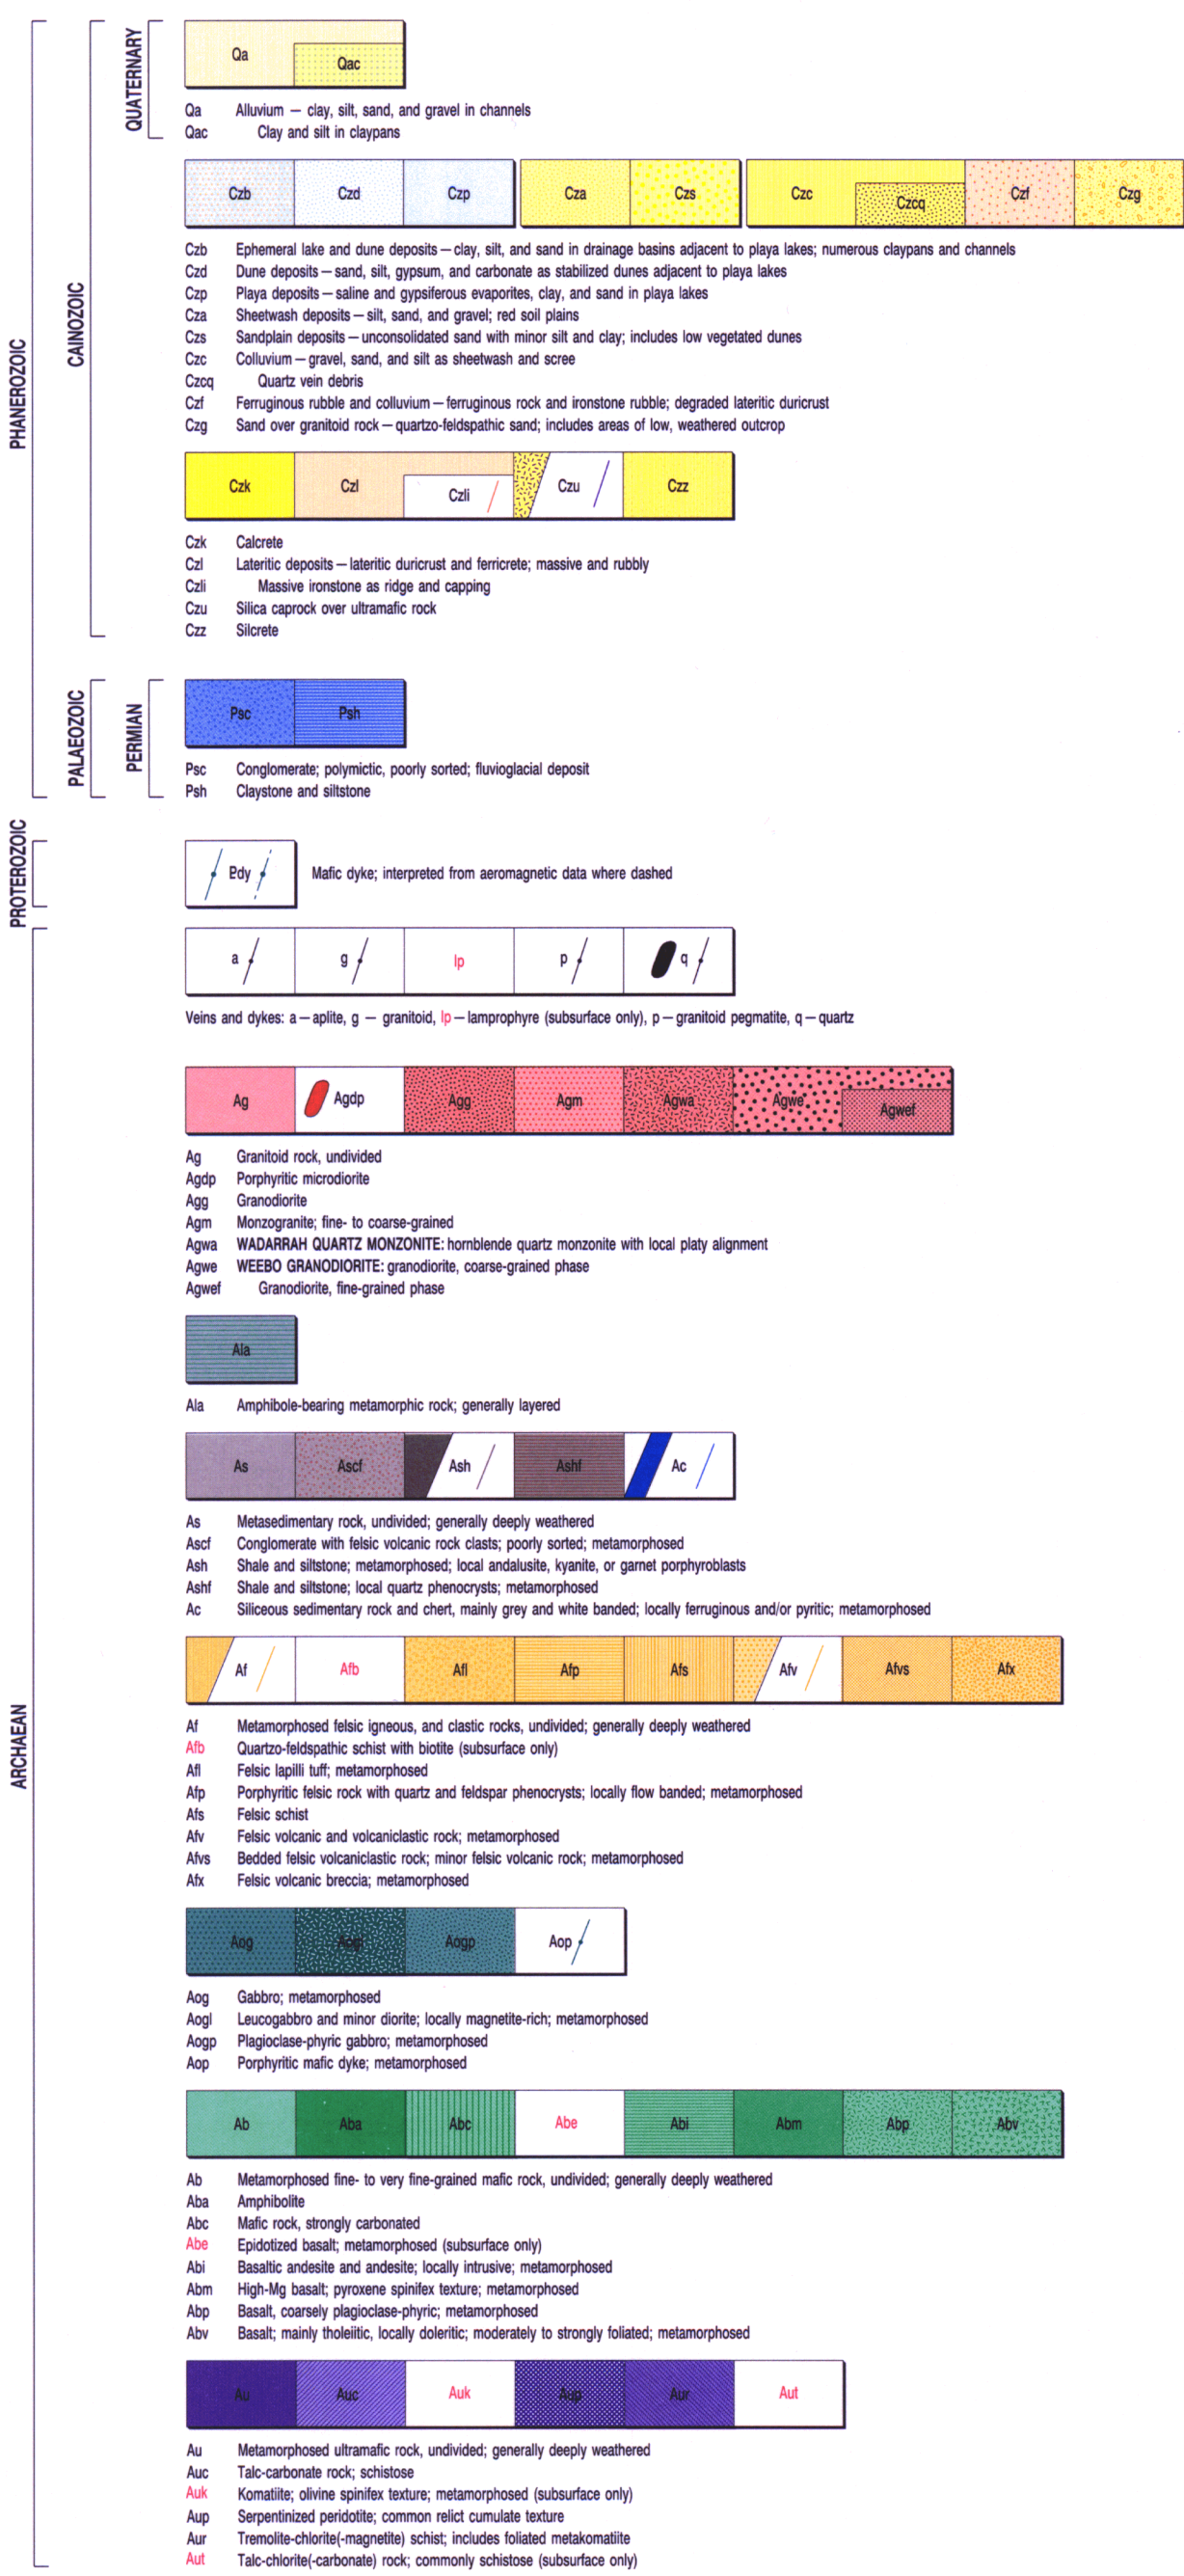 QUATERNARY
Qa
Qac
Qa Alluvium — clay, silt, sand, and gravel in channels
Qac Clay and silt in claypans
CAINOZOIC
PHANEROZOIC
Czb Czd Czp Cza Czs Czc Czcq Czf Czg
Czb Ephemeral lake and dune deposits — clay, silt, and sand in drainage basins adjacent to playa lakes; numerous claypans and channels
Czd Dune deposits — sand, silt, gypsum, and carbonate as stabilized dunes adjacent to playa lakes
Czp Playa deposits — saline and gypsiferous evaporites, clay, and sand in playa lakes
Cza Sheetwash deposits — silt, sand, and gravel; red soil plains
Czs Sandplain deposits — unconsolidated sand with minor silt and clay; includes low vegetated dunes
Czc Colluvium — gravel, sand, and silt as sheetwash and scree
Czcq Quartz vein debris
Czf Ferruginous rubble and colluvium — ferruginous rock and ironstone rubble; degraded lateritic duricrust
Czg Sand over granitoid rock — quartzo-feldspathic sand; includes areas of low, weathered outcrop
Czk Czl Czli Czu Czz
Czk Calcrete
Czl Lateritic deposits — lateritic duricrust and ferricrete; massive and rubbly
Czli Massive ironstone as ridge and capping
Czu Silica caprock over ultramafic rock
Czz Silcrete
PALAEOZOIC
PERMIAN
Psc Psh
Psc Conglomerate; polymictic, poorly sorted; fluvioglacial deposit
Psh Claystone and siltstone
PROTEROZOIC
Pdy Mafic dyke; interpreted from aeromagnetic data where dashed
ARCHAEAN
a g lp p q
Veins and dykes: a — aplite, g — granitoid, lp — lamprophyre (subsurface only), p — granitoid pegmatite, q — quartz
Ag Agdp Agg Agm Agwa Agwe Agwef
Ag Granitoid rock, undivided
Agdp Porphyritic microdiorite
Agg Granodiorite
Agm Monzogranite; fine- to coarse-grained
Agwa WADARRAH QUARTZ MONZONITE: hornblende quartz monzonite with local platy alignment
Agwe WEEBO GRANODIORITE: granodiorite, coarse-grained phase
Agwef Granodiorite, fine-grained phase
Ala
Ala Amphibole-bearing metamorphic rock; generally layered
As Ascf Ash Ashf Ac
As Metasedimentary rock, undivided; generally deeply weathered
Ascf Conglomerate with felsic volcanic rock clasts; poorly sorted; metamorphosed
Ash Shale and siltstone; metamorphosed; local andalusite, kyanite, or garnet porphyroblasts
Ashf Shale and siltstone; local quartz phenocrysts; metamorphosed
Ac Siliceous sedimentary rock and chert, mainly grey and white banded; locally ferruginous and/or pyritic; metamorphosed
Af Afb Afl Afp Afs Afv Afvs Afx
Af Metamorphosed felsic igneous, and clastic rocks, undivided; generally deeply weathered
Afb Quartzo-feldspathic schist with biotite (subsurface only)
Afl Felsic lapilli tuff; metamorphosed
Afp Porphyritic felsic rock with quartz and feldspar phenocrysts; locally flow banded; metamorphosed
Afs Felsic schist
Afv Felsic volcanic and volcaniclastic rock; metamorphosed
Afvs Bedded felsic volcaniclastic rock; minor felsic volcanic rock; metamorphosed
Afx Felsic volcanic breccia; metamorphosed
Aog Aogl Aogp Aop
Aog Gabbro; metamorphosed
Aogl Leucogabbro and minor diorite; locally magnetite-rich; metamorphosed
Aogp Plagioclase-phyric gabbro; metamorphosed
Aop Porphyritic mafic dyke; metamorphosed
Ab Aba Abc Abe Abi Abm Abp Abv
Ab Metamorphosed fine- to very fine-grained mafic rock, undivided; generally deeply weathered
Aba Amphibolite
Abc Mafic rock, strongly carbonated
Abe Epidotized basalt; metamorphosed (subsurface only)
Abi Basaltic andesite and andesite; locally intrusive; metamorphosed
Abm High-Mg basalt; pyroxene spinifex texture; metamorphosed
Abp Basalt, coarsely plagioclase-phyric; metamorphosed
Abv Basalt; mainly tholeiitic, locally doleritic; moderately to strongly foliated; metamorphosed
Au Auc Auk Aup Aur Aut
Au Metamorphosed ultramafic rock, undivided; generally deeply weathered
Auc Talc-carbonate rock; schistose
Auk Komatiite; olivine spinifex texture; metamorphosed (subsurface only)
Aup Serpentinized peridotite; common relict cumulate texture
Aur Tremolite-chlorite(-magnetite) schist; includes foliated metakomatiite
Aut Talc-chlorite(-carbonate) rock; commonly schistose (subsurface only)